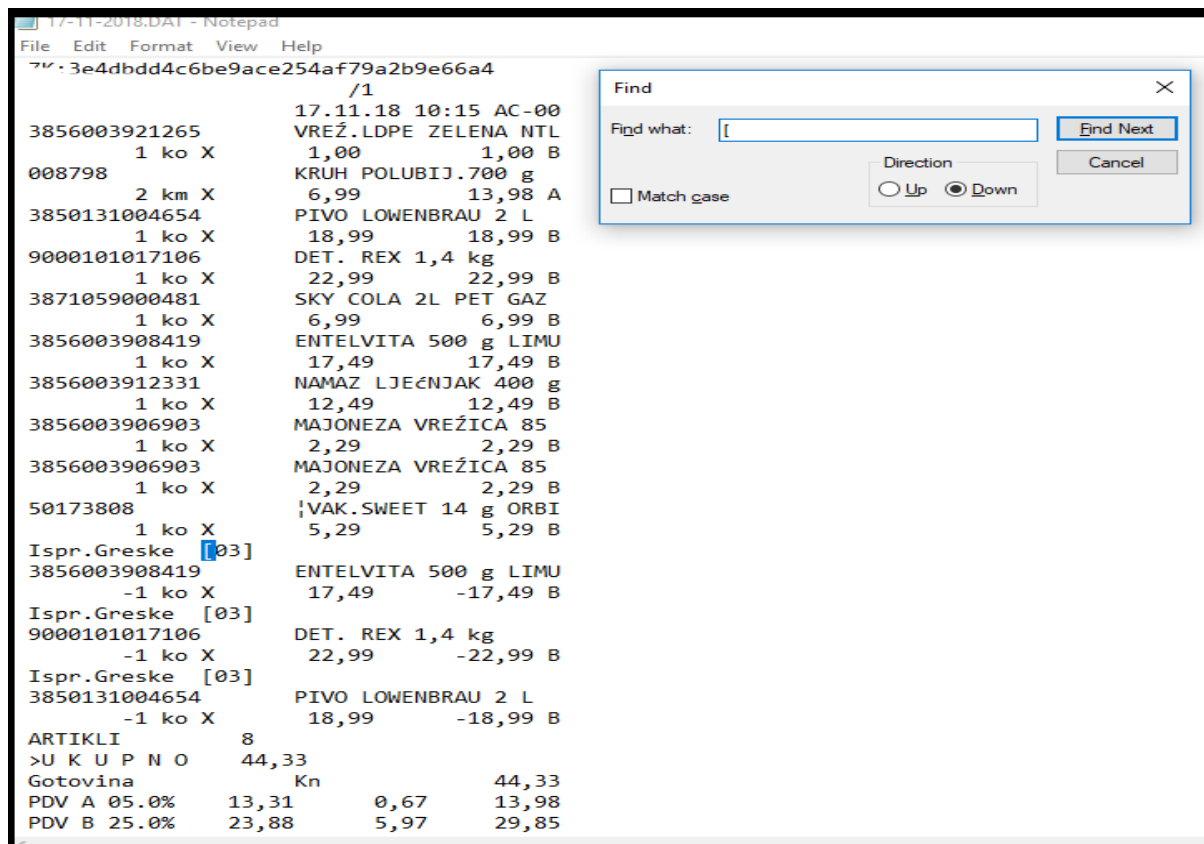 17-11-2018.DAT - Notepad
File Edit Format View Help
ZK:3e4dbdd4c6be9ace254af79a2b9e66a4
/1
17.11.18 10:15 AC-00
3856003921265 VREŹ.LDPE ZELENA NTL
1 ko X 1,00 1,00 B
008798 KRUH POLUBIJ.700 g
2 km X 6,99 13,98 A
3850131004654 PIVO LOWENBRAU 2 L
1 ko X 18,99 18,99 B
9000101017106 DET. REX 1,4 kg
1 ko X 22,99 22,99 B
3871059000481 SKY COLA 2L PET GAZ
1 ko X 6,99 6,99 B
3856003908419 ENTELVITA 500 g LIMU
1 ko X 17,49 17,49 B
3856003912331 NAMAZ LJEćNJAK 400 g
1 ko X 12,49 12,49 B
3856003906903 MAJONEZA VREŹICA 85
1 ko X 2,29 2,29 B
3856003906903 MAJONEZA VREŹICA 85
1 ko X 2,29 2,29 B
50173808 ¦VAK.SWEET 14 g ORBI
1 ko X 5,29 5,29 B
Ispr.Greske [03]
3856003908419 ENTELVITA 500 g LIMU
-1 ko X 17,49 -17,49 B
Ispr.Greske [03]
9000101017106 DET. REX 1,4 kg
-1 ko X 22,99 -22,99 B
Ispr.Greske [03]
3850131004654 PIVO LOWENBRAU 2 L
-1 ko X 18,99 -18,99 B
ARTIKLI 8
>U K U P N O 44,33
Gotovina Kn 44,33
PDV A 05.0% 13,31 0,67 13,98
PDV B 25.0% 23,88 5,97 29,85
Find
Find what: [ Find Next
Direction Cancel
Match case Up Down